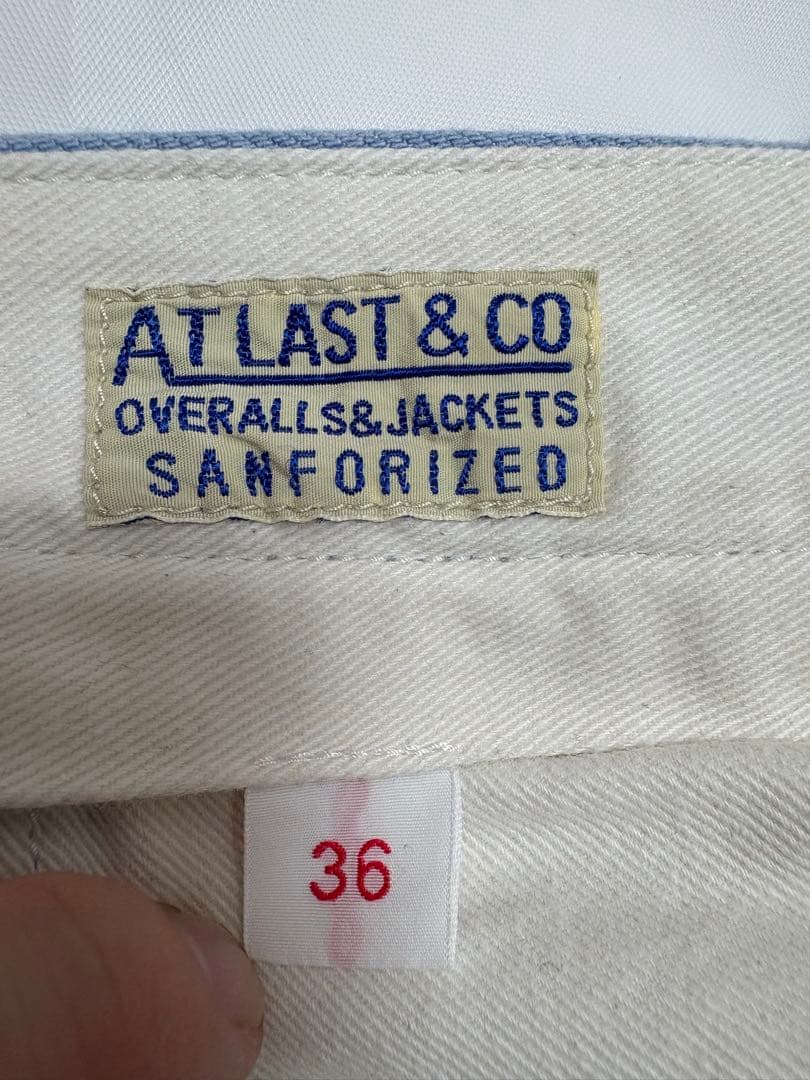 AT LAST & CO
OVERALLS&JACKETS
SANFORIZED
36